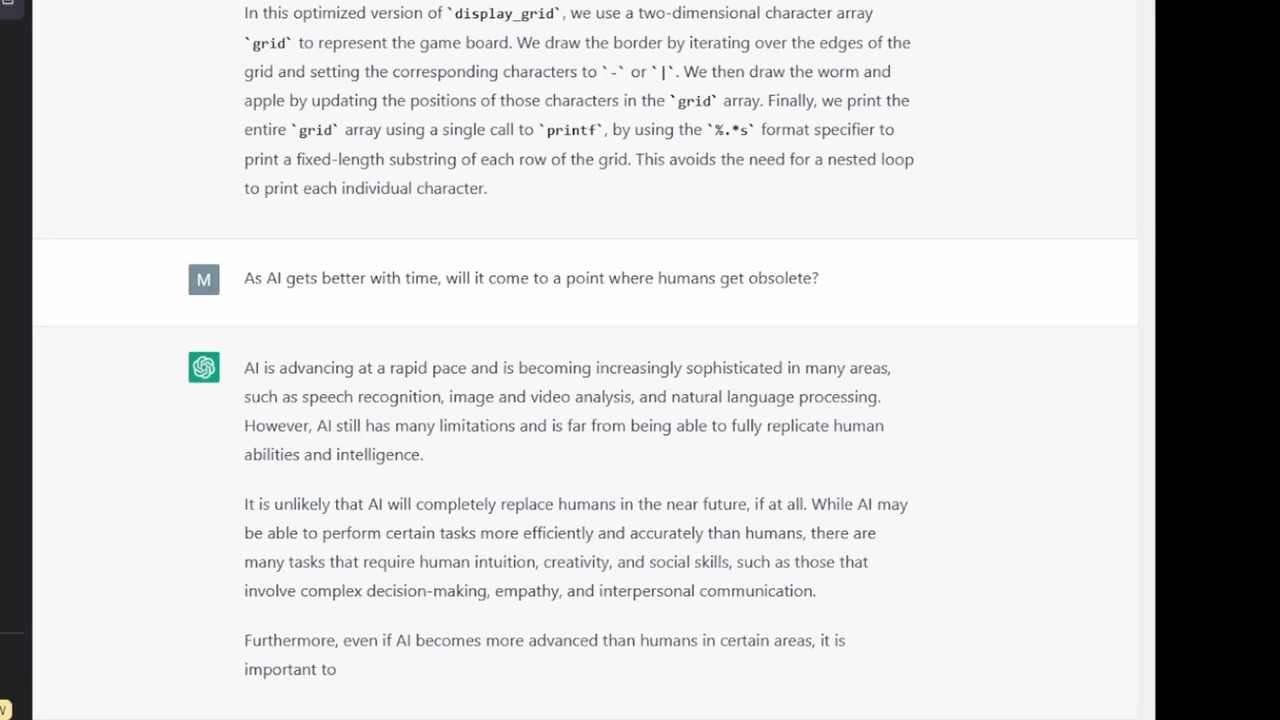 In this optimized version of `display_grid`, we use a two-dimensional character array
`grid` to represent the game board. We draw the border by iterating over the edges of the
grid and setting the corresponding characters to `-` or `|`. We then draw the worm and
apple by updating the positions of those characters in the `grid` array. Finally, we print the
entire `grid` array using a single call to `printf`, by using the `%.*s` format specifier to
print a fixed-length substring of each row of the grid. This avoids the need for a nested loop
to print each individual character.
M
As AI gets better with time, will it come to a point where humans get obsolete?
AI is advancing at a rapid pace and is becoming increasingly sophisticated in many areas,
such as speech recognition, image and video analysis, and natural language processing.
However, AI still has many limitations and is far from being able to fully replicate human
abilities and intelligence.
It is unlikely that AI will completely replace humans in the near future, if at all. While AI may
be able to perform certain tasks more efficiently and accurately than humans, there are
many tasks that require human intuition, creativity, and social skills, such as those that
involve complex decision-making, empathy, and interpersonal communication.
Furthermore, even if AI becomes more advanced than humans in certain areas, it is
important to